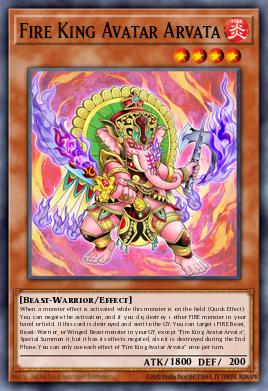 Fire King Avatar Arvata
FIRE
炎
[Beast-Warrior/Effect]
When a monster effect is activated while this monster is on the field (Quick Effect):
You can negate the activation, and if you do, destroy 1 other FIRE monster in your
hand or field. If this card is destroyed and sent to the GY: You can target 1 FIRE Beast,
Beast-Warrior, or Winged Beast monster in your GY, except "Fire King Avatar Arvata";
Special Summon it, but it has its effects negated, also it is destroyed during the End
Phase. You can only use each effect of "Fire King Avatar Arvata" once per turn.
ATK/1800 DEF/ 200
©2020 Studio Dice/SHUEISHA, TV TOKYO, KONAMI